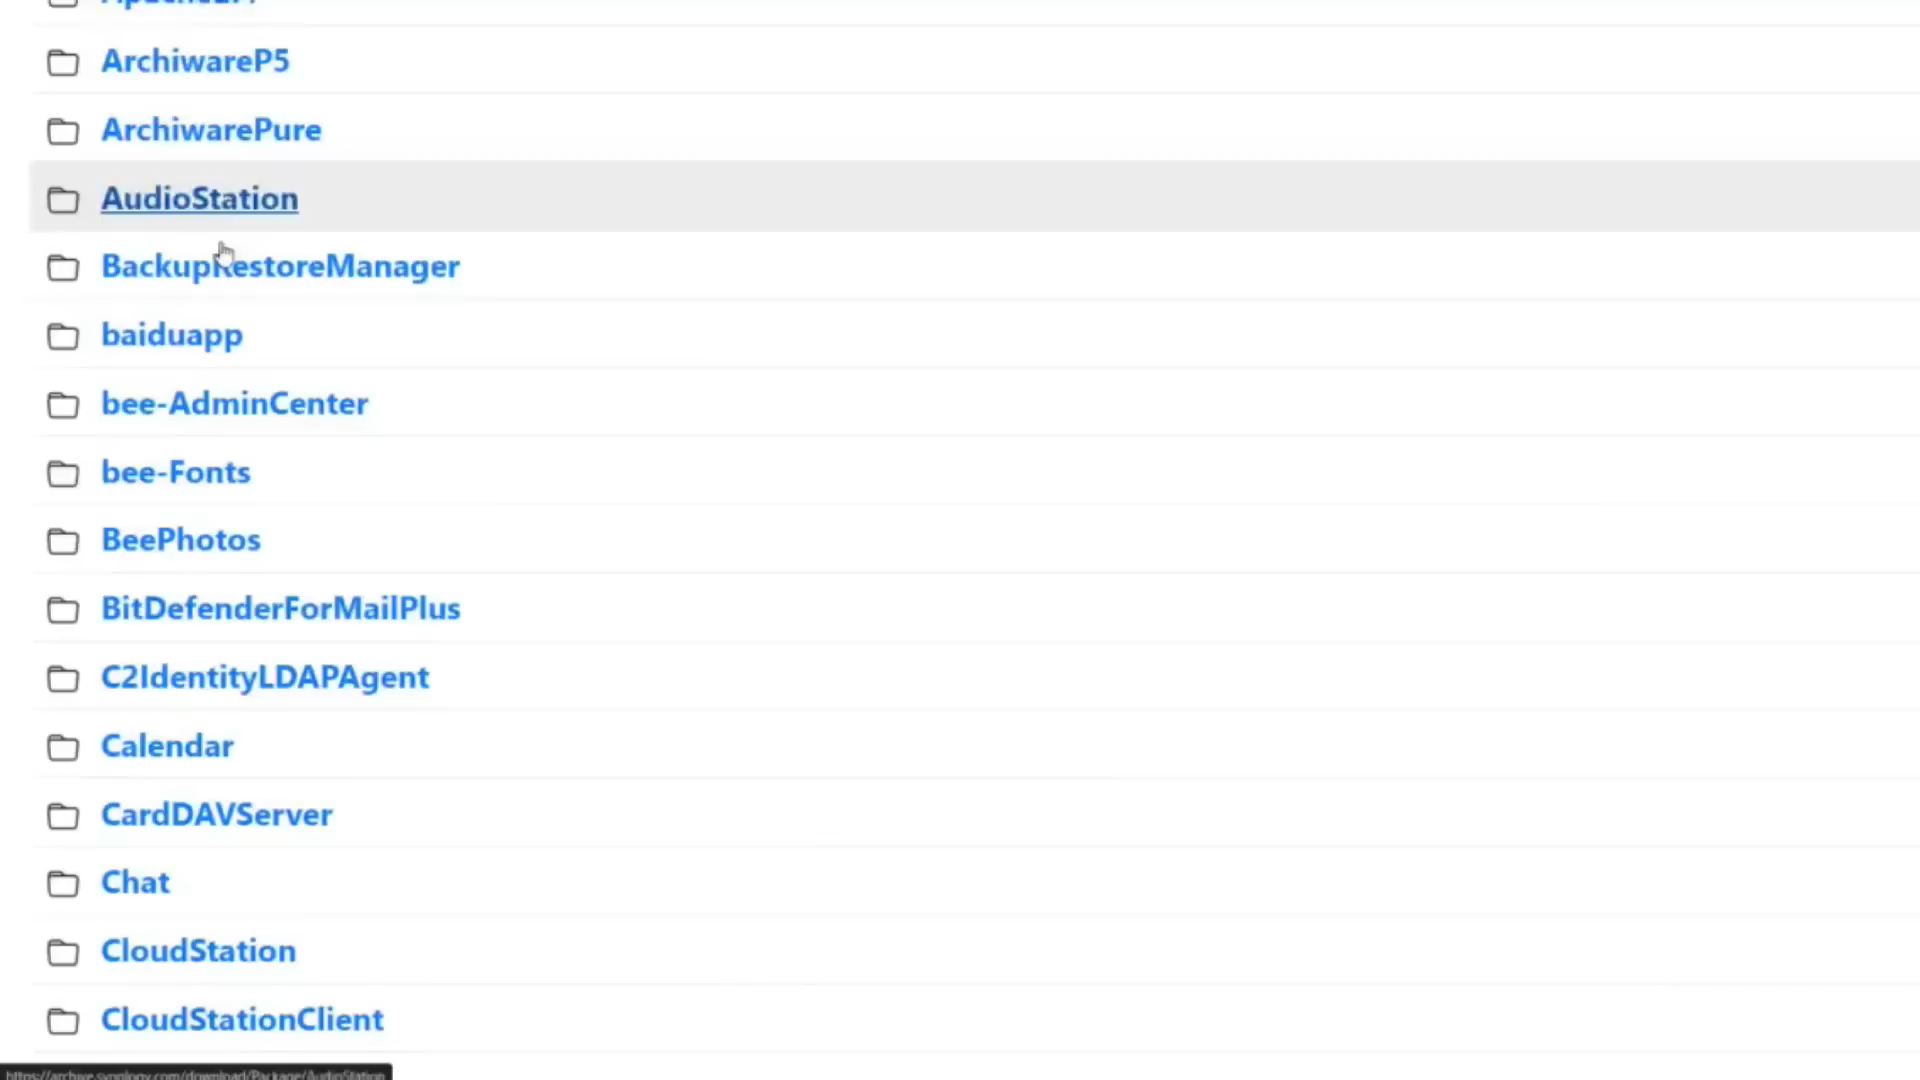 ArchiwareP5
ArchiwarePure
AudioStation
BackupRestoreManager
baiduapp
bee-AdminCenter
bee-Fonts
BeePhotos
BitDefenderForMailPlus
C2IdentityLDAPAgent
Calendar
CardDAVServer
Chat
CloudStation
CloudStationClient
https://archive.synology.com/download/Package/AudioStation